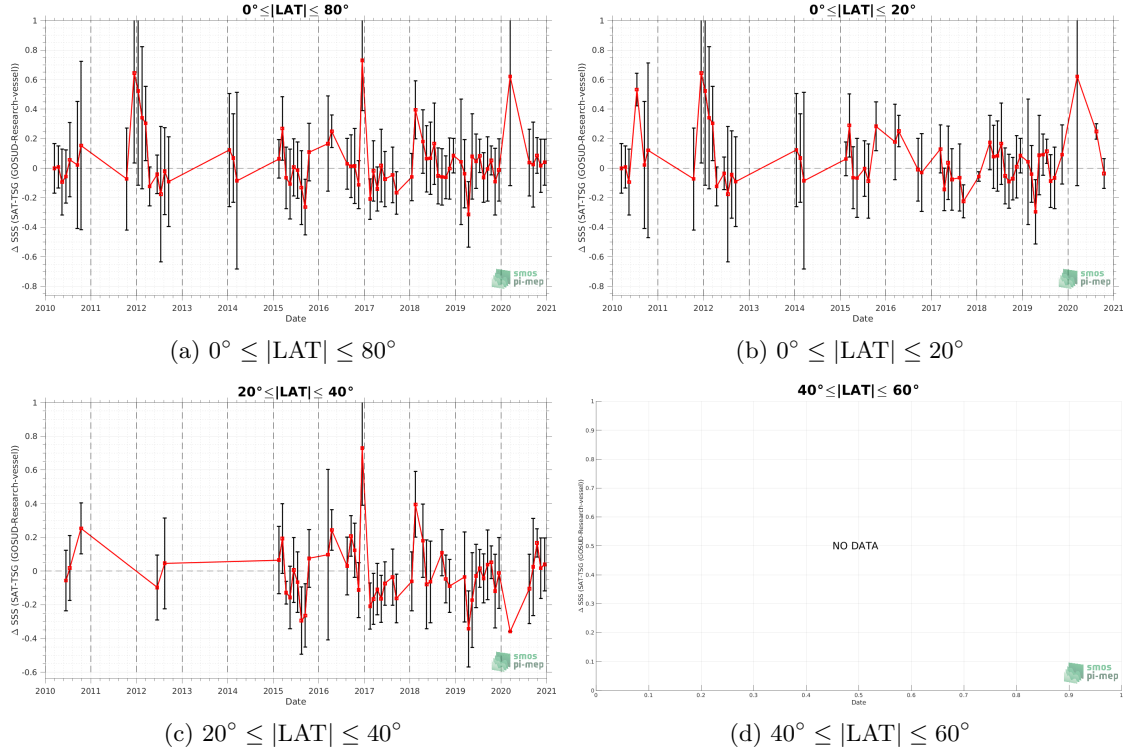 0°≤|LAT|≤ 80°
Δ SSS (SAT-TSG (GOSUD-Research-vessel))
1
0.8
0.6
0.4
0.2
0
-0.2
-0.4
-0.6
-0.8
2010 2011 2012 2013 2014 2015 2016 2017 2018 2019 2020 2021
Date
smos
pi-mep
(a) 0° ≤ |LAT| ≤ 80°
0°≤|LAT|≤ 20°
Δ SSS (SAT-TSG (GOSUD-Research-vessel))
1
0.8
0.6
0.4
0.2
0
-0.2
-0.4
-0.6
-0.8
2010 2011 2012 2013 2014 2015 2016 2017 2018 2019 2020 2021
Date
smos
pi-mep
(b) 0° ≤ |LAT| ≤ 20°
20°≤|LAT|≤ 40°
Δ SSS (SAT-TSG (GOSUD-Research-vessel))
1
0.8
0.6
0.4
0.2
0
-0.2
-0.4
-0.6
2010 2011 2012 2013 2014 2015 2016 2017 2018 2019 2020 2021
Date
smos
pi-mep
(c) 20° ≤ |LAT| ≤ 40°
40°≤|LAT|≤ 60°
Δ SSS (SAT-TSG (GOSUD-Research-vessel))
1
0.9
0.8
0.7
0.6
0.5
0.4
0.3
0.2
0.1
0
NO DATA
0 0.1 0.2 0.3 0.4 0.5 0.6 0.7 0.8 0.9 1
Date
smos
pi-mep
(d) 40° ≤ |LAT| ≤ 60°